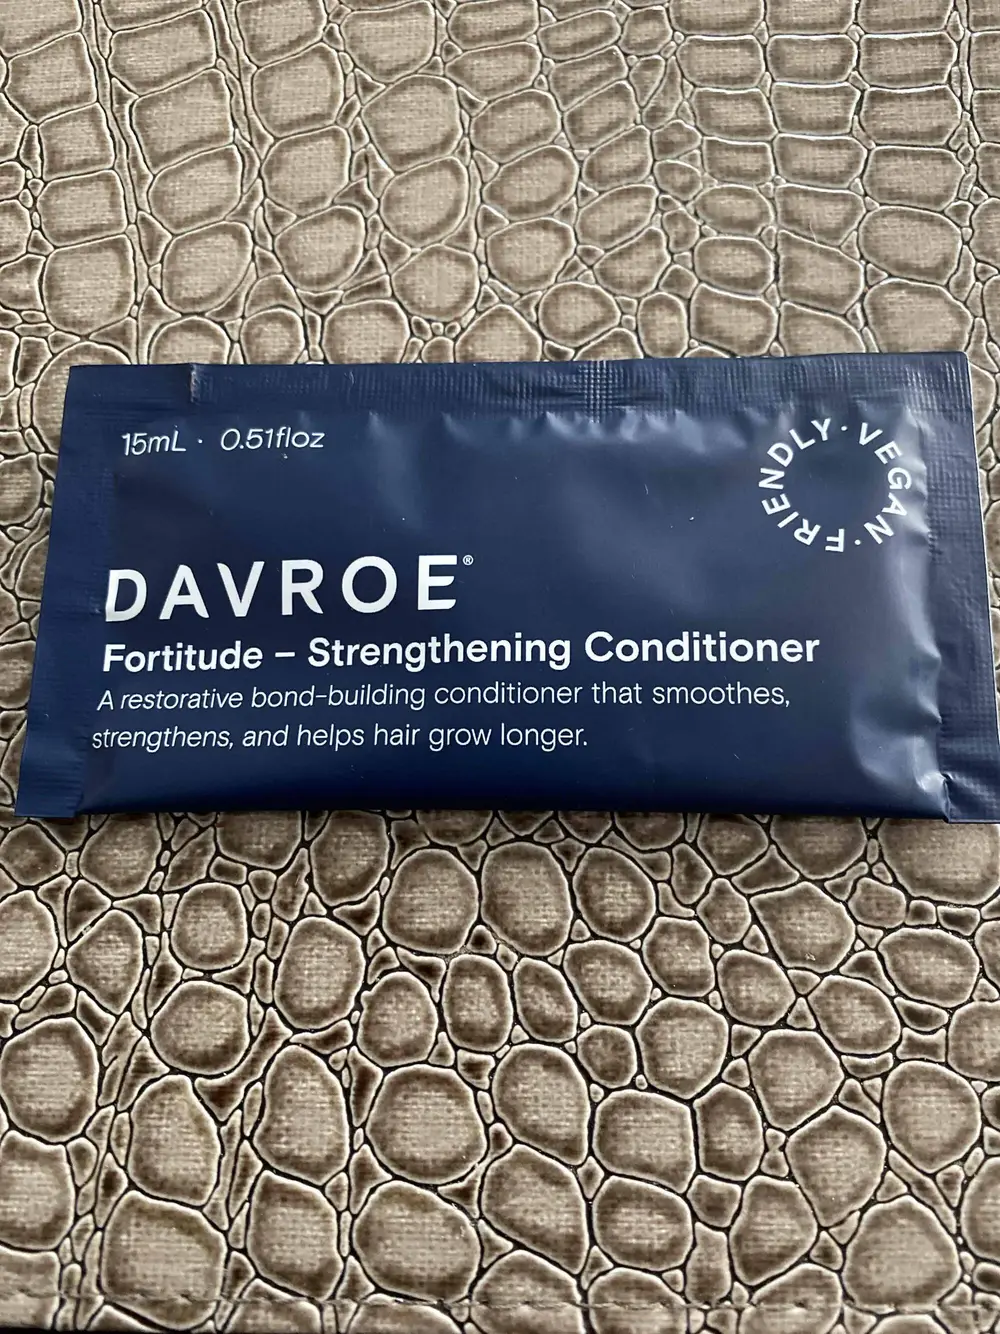 15mL · 0.51floz
VEGAN · FRIENDLY ·
DAVROE®
Fortitude – Strengthening Conditioner
A restorative bond-building conditioner that smoothes,
strengthens, and helps hair grow longer.